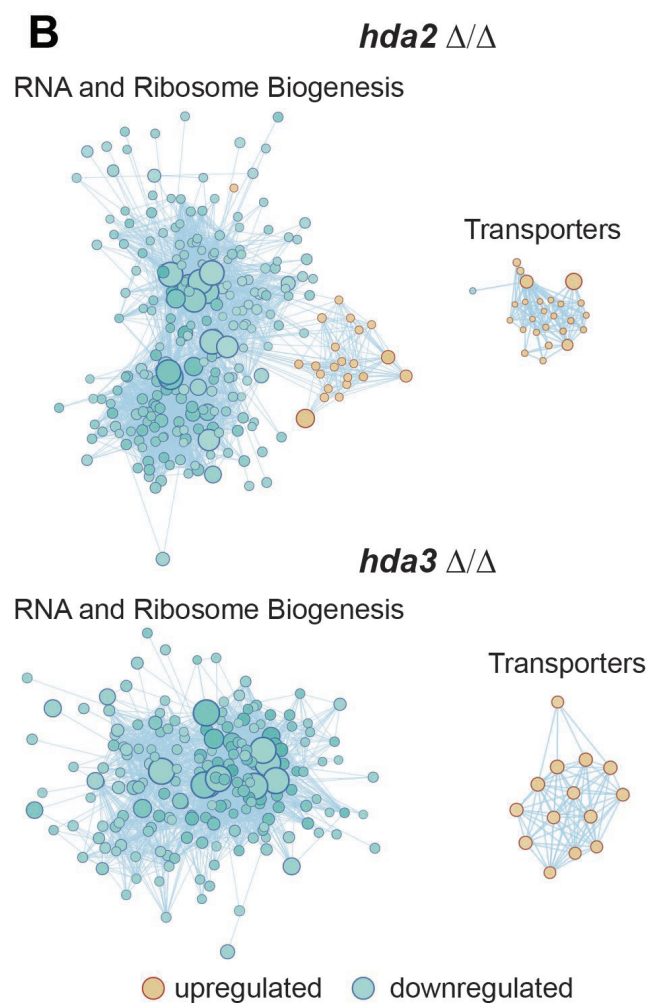 B
hda2 Δ/Δ
RNA and Ribosome Biogenesis
Transporters
hda3 Δ/Δ
RNA and Ribosome Biogenesis
Transporters
upregulated downregulated